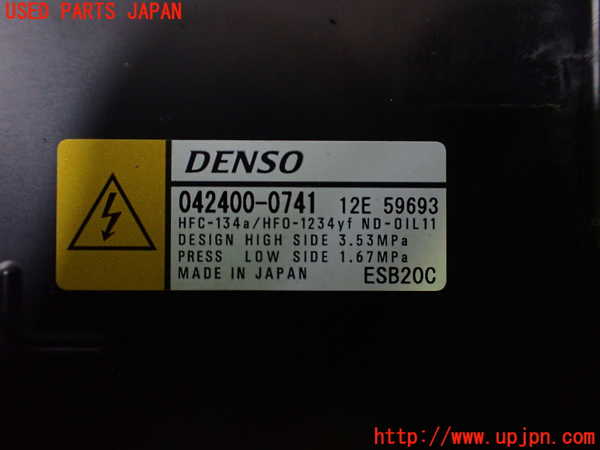 USED PARTS JAPAN
DENSO
042400-0741 12E 59693
HFC-134a/HFO-1234yf ND-OIL11
DESIGN HIGH SIDE 3.53MPa
PRESS LOW SIDE 1.67MPa
MADE IN JAPAN ESB20C
http://www.upjpn.com/